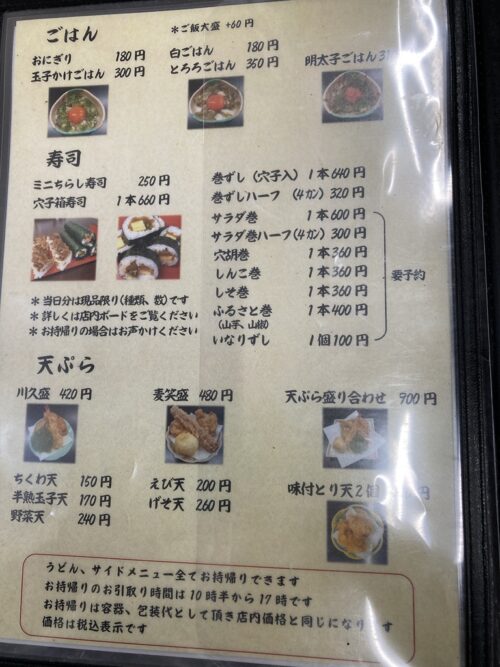 ごはん
＊ご飯大盛 +60円
おにぎり 180円
玉子かけごはん 300円
白ごはん 180円
とろろごはん 350円
明太子ごはん
寿司
ミニちらし寿司 250円
穴子箱寿司 1本660円
＊当日分は現品限り(種類、数)です
＊詳しくは店内ボードをご覧ください
＊お持帰りの場合はお声かけください
巻ずし(穴子入) 1本640円
巻ずしハーフ (4カン) 320円
サラダ巻 1本600円
サラダ巻ハーフ(4カン) 300円
穴胡巻 1本360円
しんこ巻 1本360円
しそ巻 1本360円
ふるさと巻 1本400円
(山芋、山椒)
いなりずし 1個100円
要予約
天ぷら
川久盛 420円
麦笑盛 480円
天ぷら盛り合わせ 900円
ちくわ天 150円
半熟玉子天 170円
野菜天 240円
えび天 200円
げそ天 260円
味付とり天2個 円
うどん、サイドメニュー全てお持帰りできます
お持帰りのお引取り時間は10時半から17時です
お持帰りは容器、包装代として頂き店内価格と同じになります
価格は税込表示です